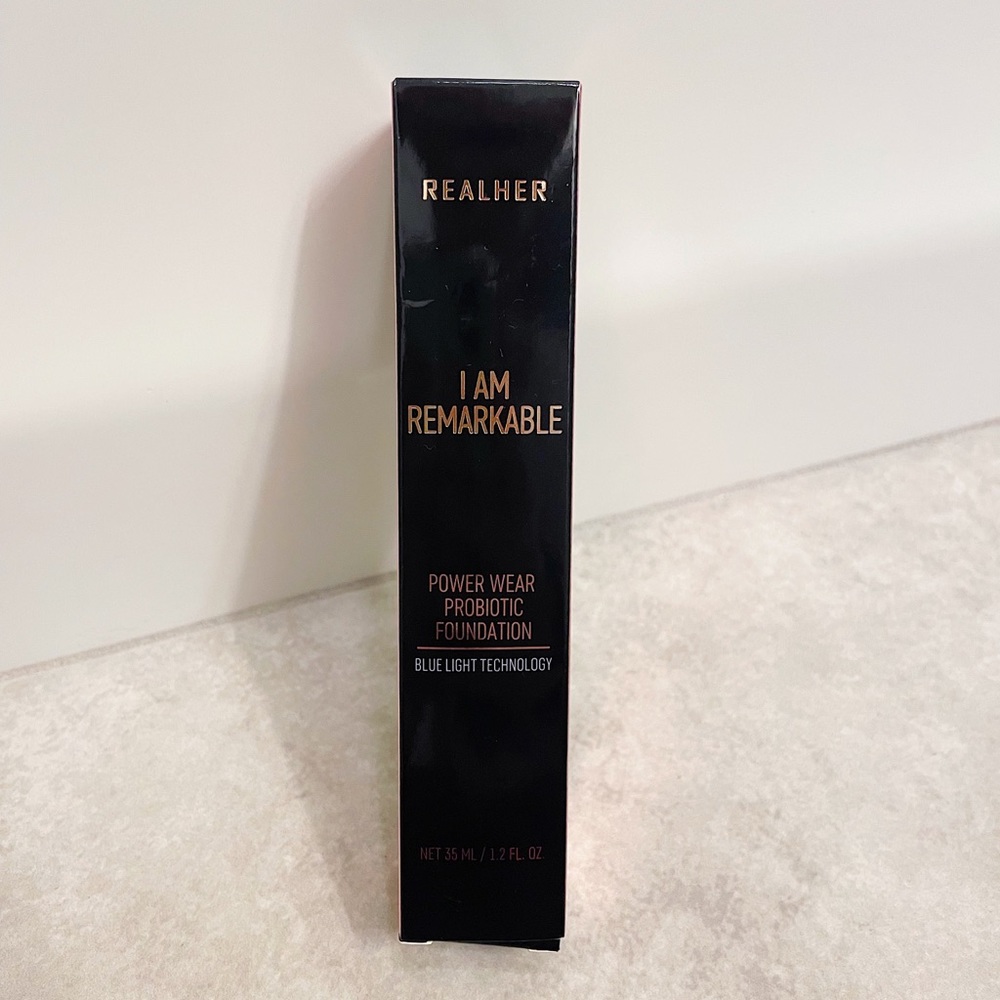 REALHER
I AM
REMARKABLE
POWER WEAR
PROBIOTIC
FOUNDATION
BLUE LIGHT TECHNOLOGY
NET 35 ML / 1.2 FL. OZ.